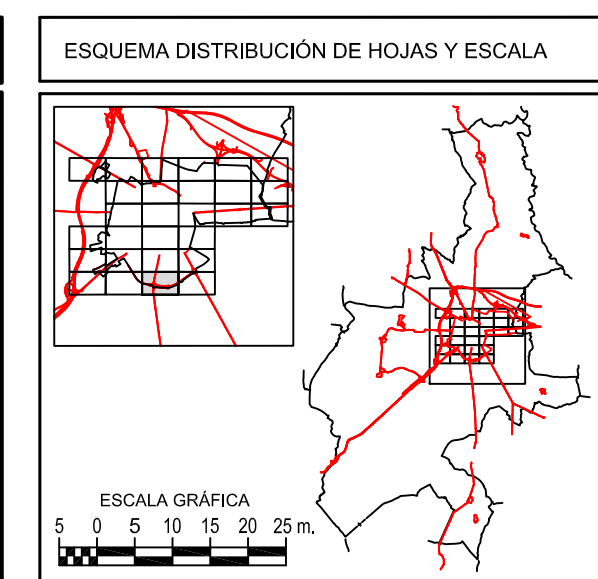 ESQUEMA DISTRIBUCIÓN DE HOJAS Y ESCALA
ESCALA GRÁFICA
5 0 5 10 15 20 25 m.